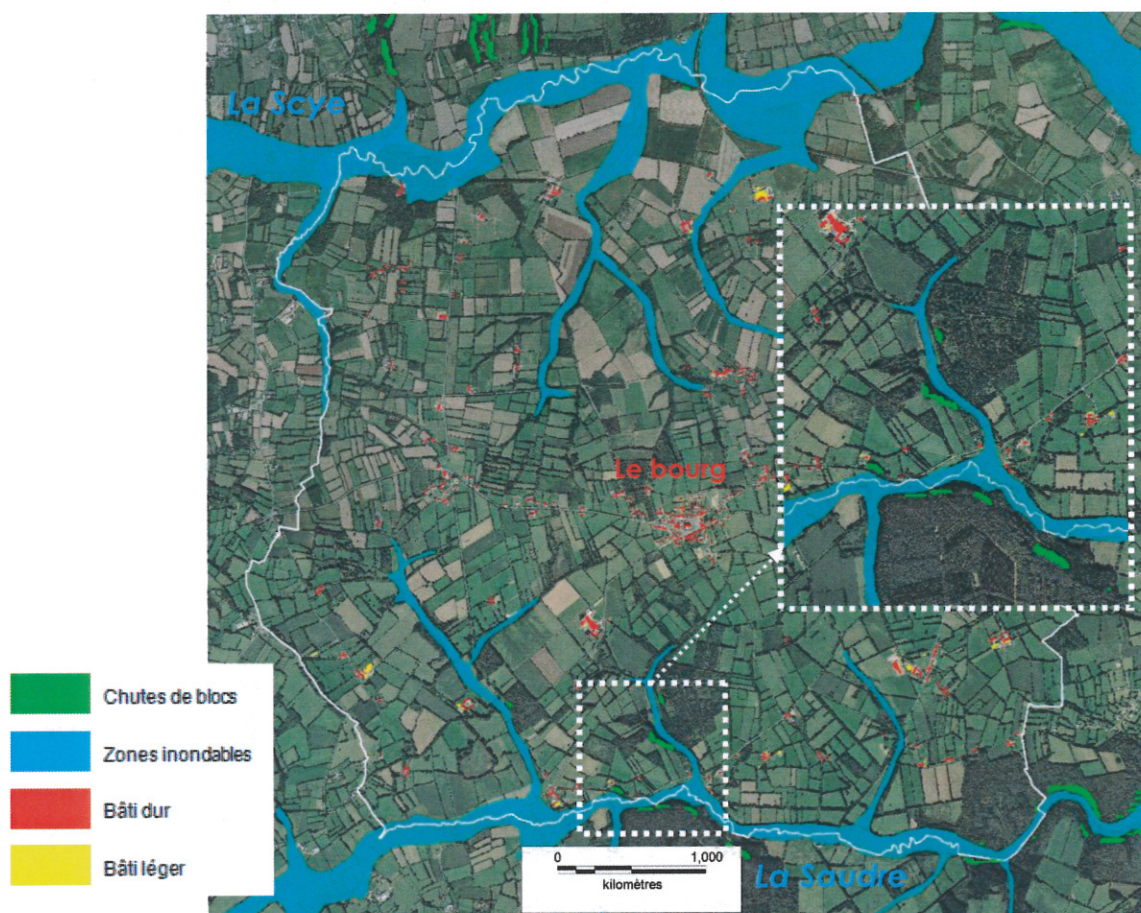 La Scye
Le bourg
Chutes de blocs
Zones inondables
Bâti dur
Bâti léger
0 1,000
kilomètres
La Saudre